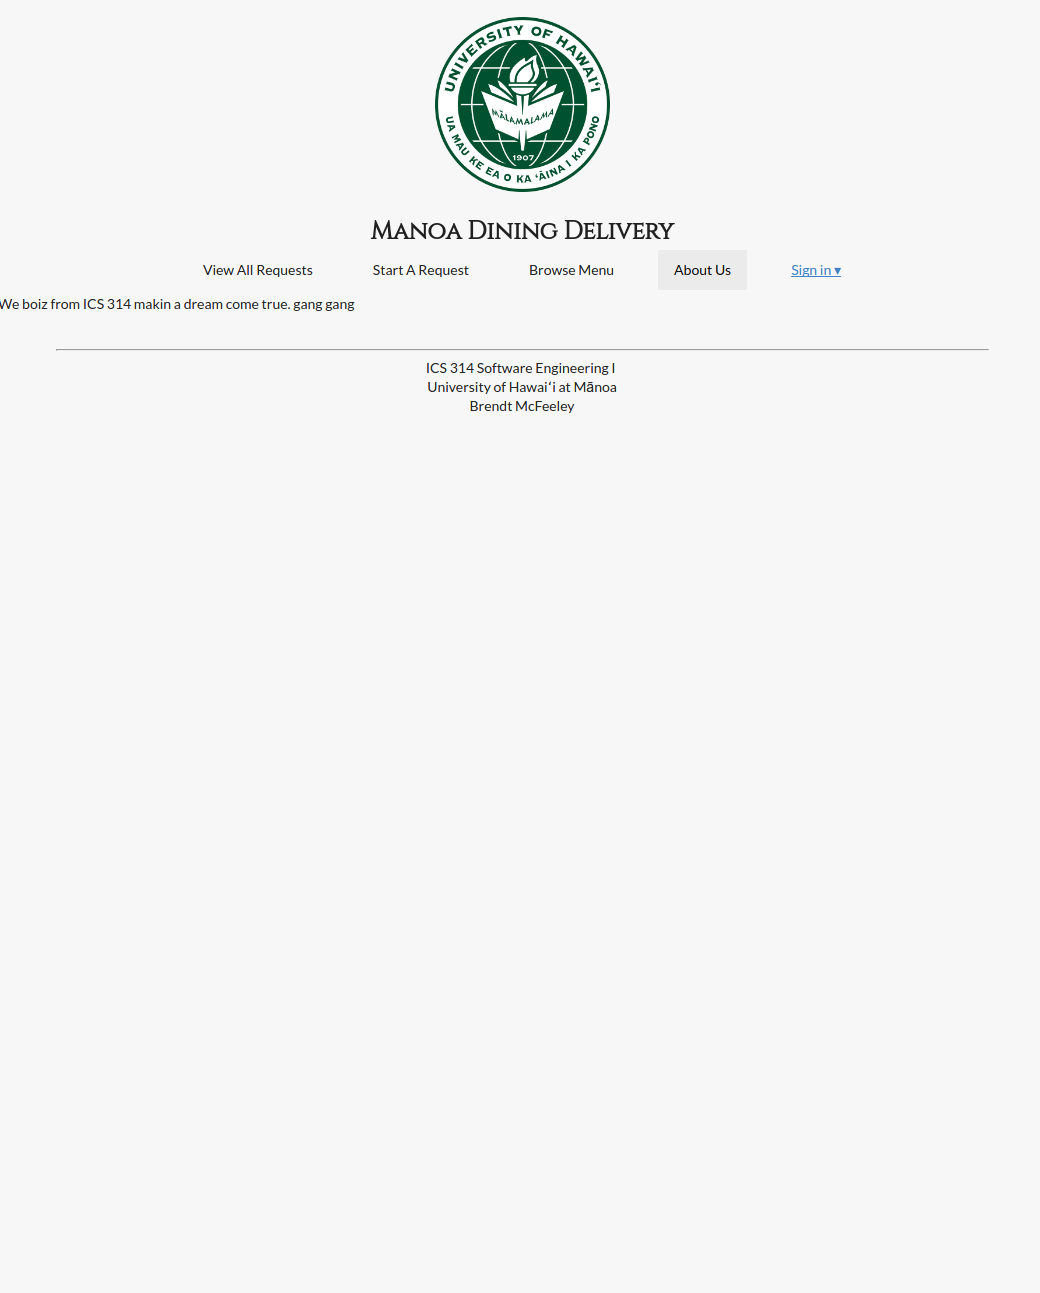 UNIVERSITY OF HAWAIʻI
MĀLAMALAMA
1907
UA MAU KE EA O KA ʻĀINA I KA PONO
Manoa Dining Delivery
View All Requests Start A Request Browse Menu About Us Sign in ▾
We boiz from ICS 314 makin a dream come true. gang gang
ICS 314 Software Engineering I
University of Hawaiʻi at Mānoa
Brendt McFeeley